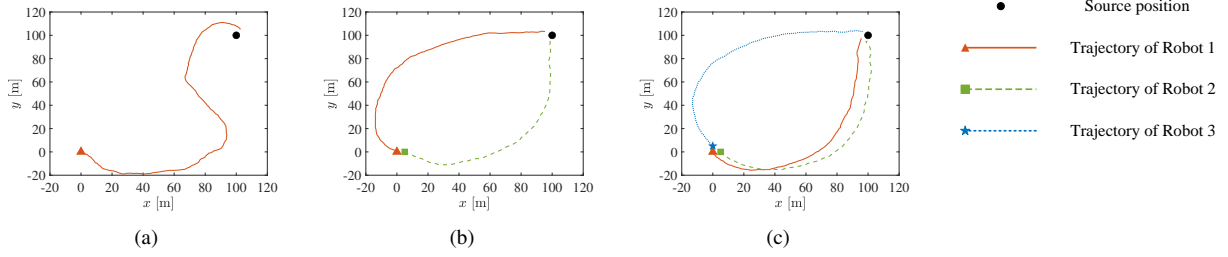 120
100
80
60
40
20
0
-20
y [m]
-20 0 20 40 60 80 100 120
x [m]
(a)
120
100
80
60
40
20
0
-20
y [m]
-20 0 20 40 60 80 100 120
x [m]
(b)
120
100
80
60
40
20
0
-20
y [m]
-20 0 20 40 60 80 100 120
x [m]
(c)
Source position
Trajectory of Robot 1
Trajectory of Robot 2
Trajectory of Robot 3